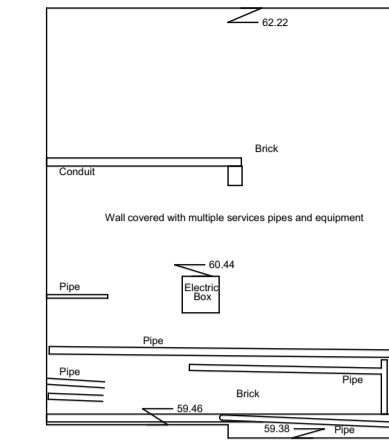 62.22
Brick
Conduit
Wall covered with multiple services pipes and equipment
60.44
Pipe
Electric
Box
Pipe
Pipe
Pipe
Brick
59.46
59.38
Pipe